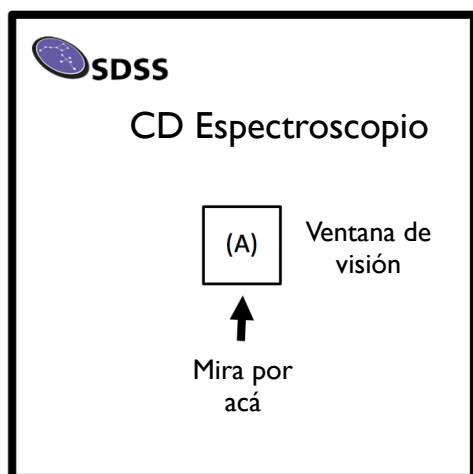 SDSS
CD Espectroscopio
(A)
Ventana de
visión
Mira por
acá